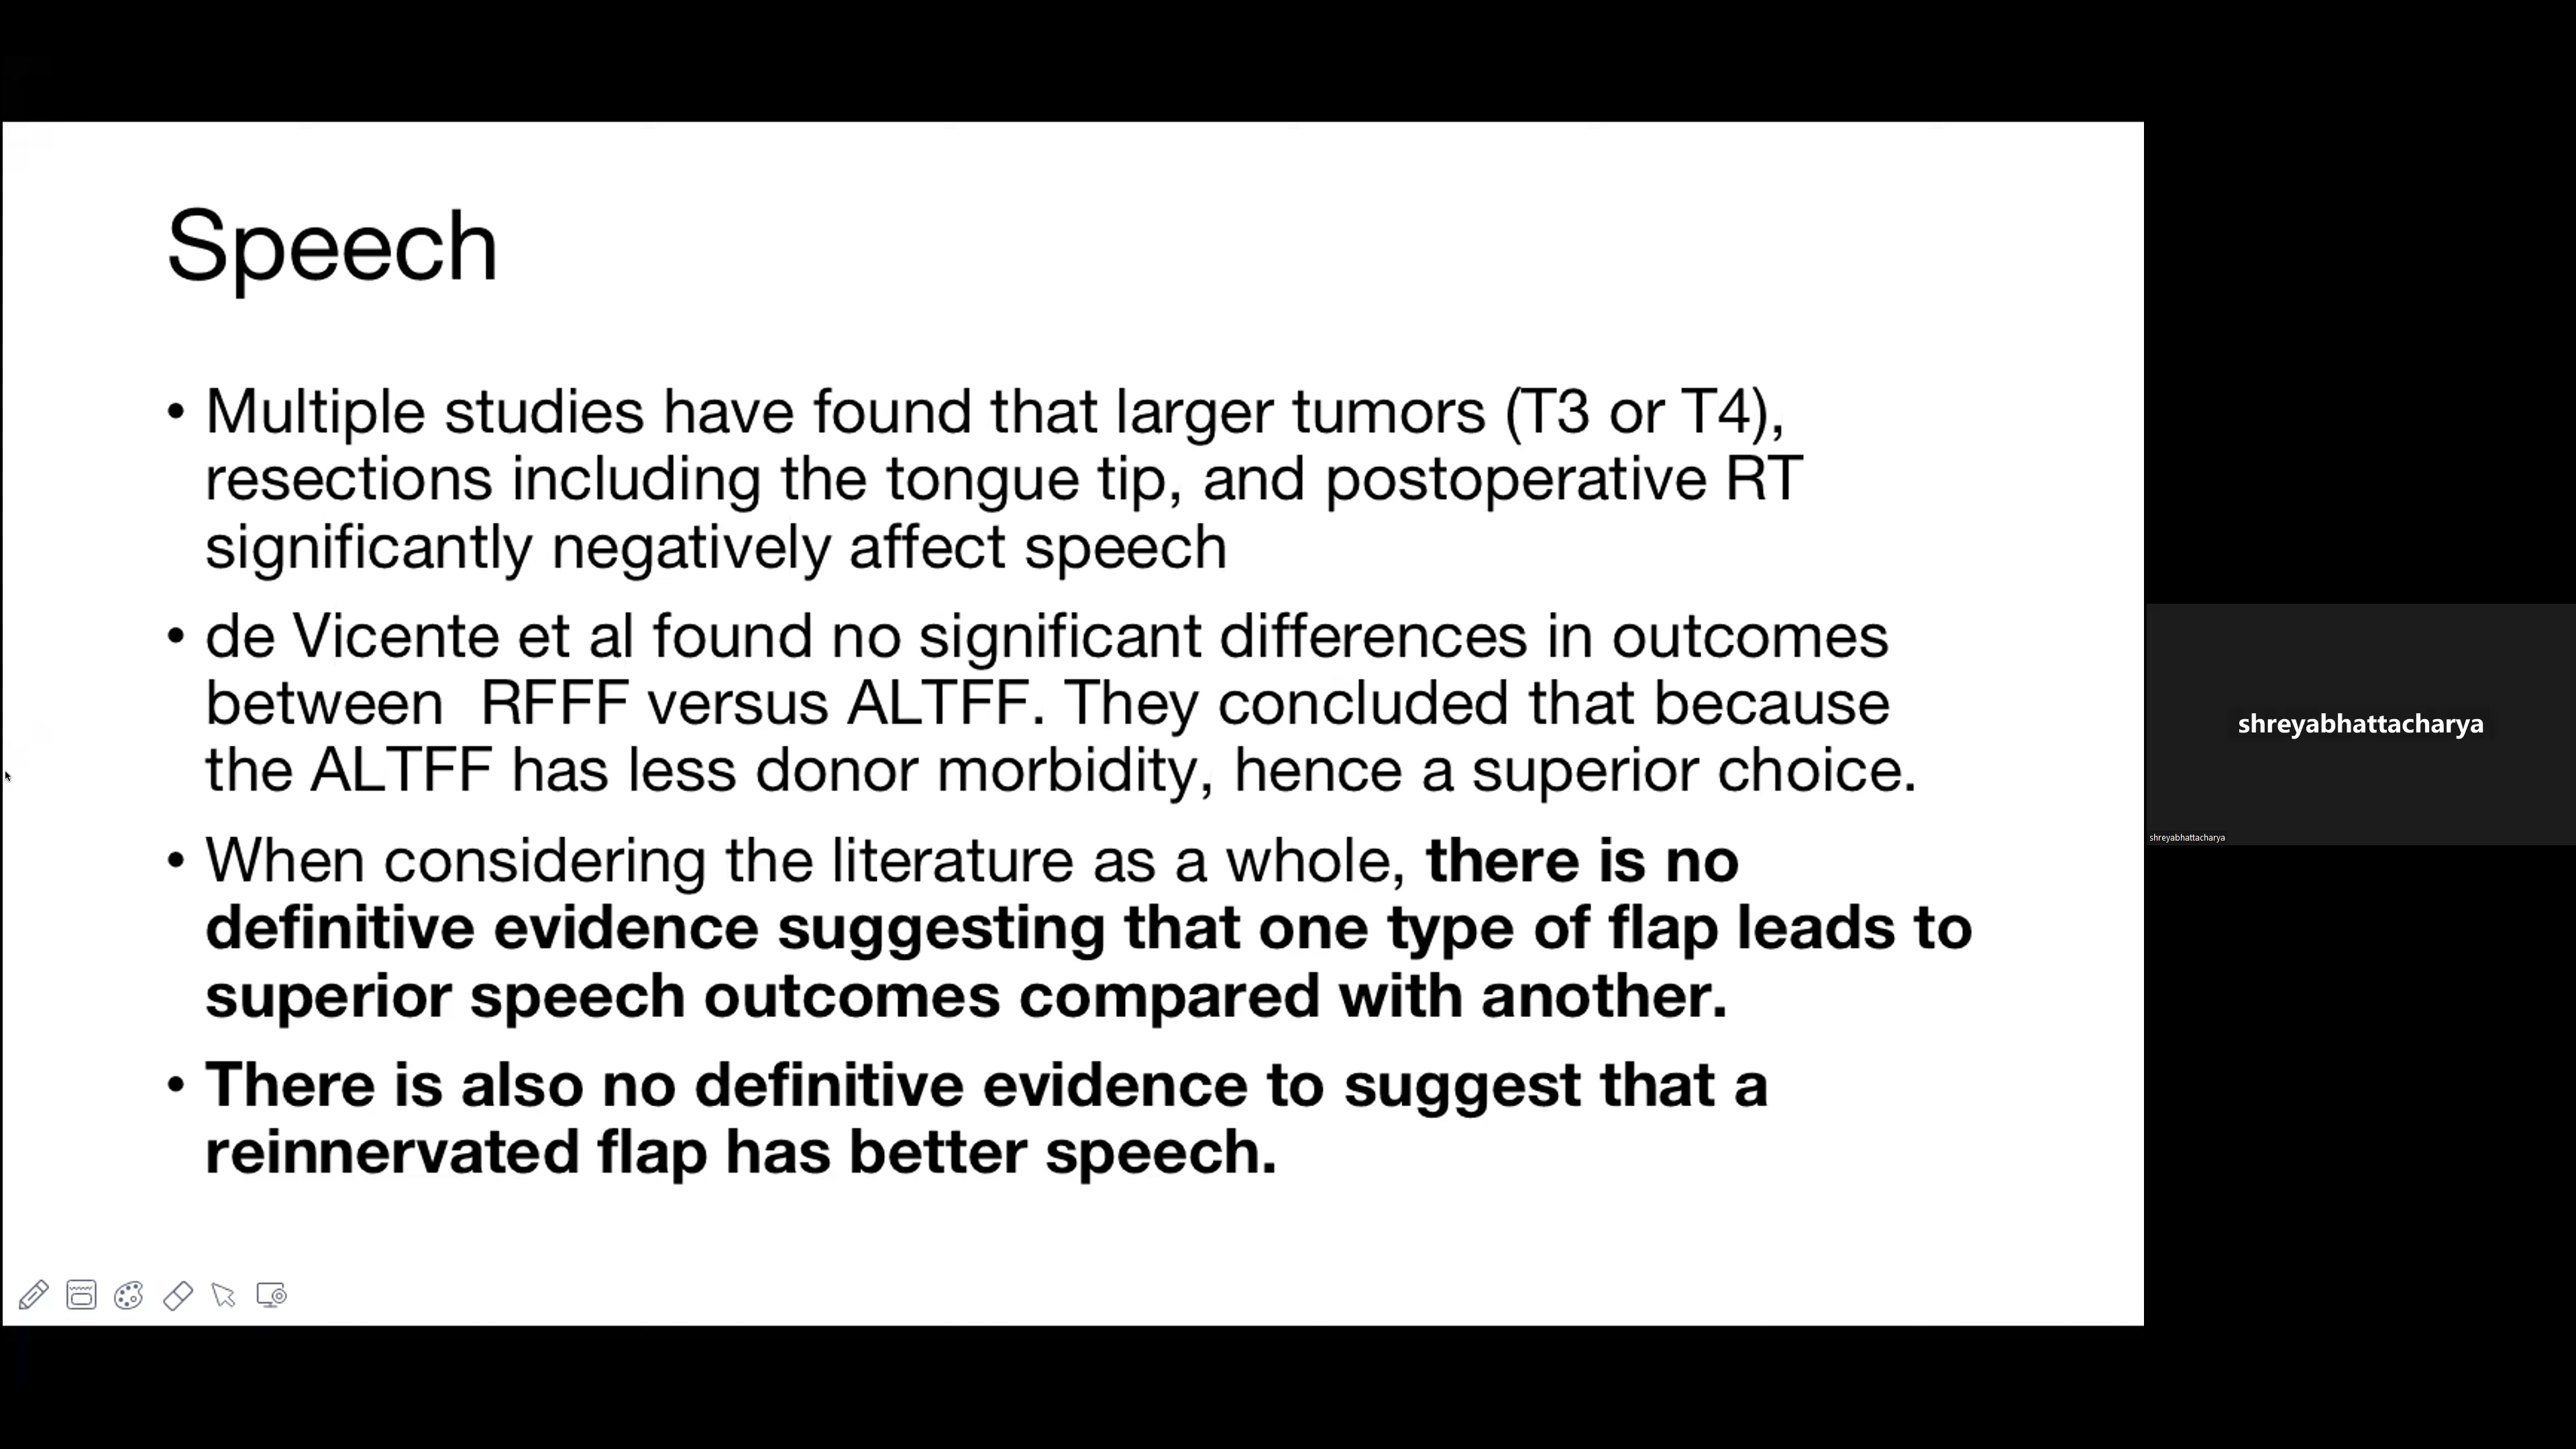 Speech
• Multiple studies have found that larger tumors (T3 or T4),
resections including the tongue tip, and postoperative RT
significantly negatively affect speech
• de Vicente et al found no significant differences in outcomes
between  RFFF versus ALTFF. They concluded that because
the ALTFF has less donor morbidity, hence a superior choice.
• When considering the literature as a whole, there is no
definitive evidence suggesting that one type of flap leads to
superior speech outcomes compared with another.
• There is also no definitive evidence to suggest that a
reinnervated flap has better speech.
shreyabhattacharya
shreyabhattacharya